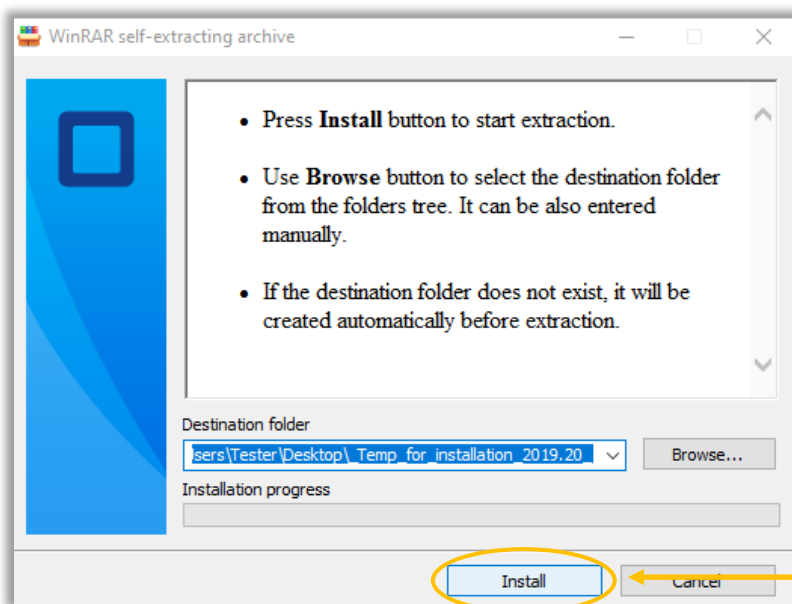 WinRAR self-extracting archive
• Press Install button to start extraction.
• Use Browse button to select the destination folder
from the folders tree. It can be also entered
manually.
• If the destination folder does not exist, it will be
created automatically before extraction.
Destination folder
sers\Tester\Desktop\_Temp_for_installation_2019.20_
Browse...
Installation progress
Install
Cancel